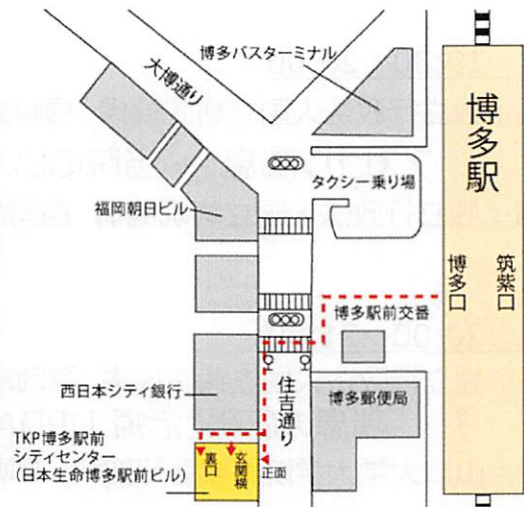 博多バスターミナル
大博通り
博多駅
タクシー乗り場
福岡朝日ビル
博多口
筑紫口
博多駅前交番
住吉通り
西日本シティ銀行
博多郵便局
TKP博多駅前
シティセンター
(日本生命博多駅前ビル)
裏口
玄関横
正面